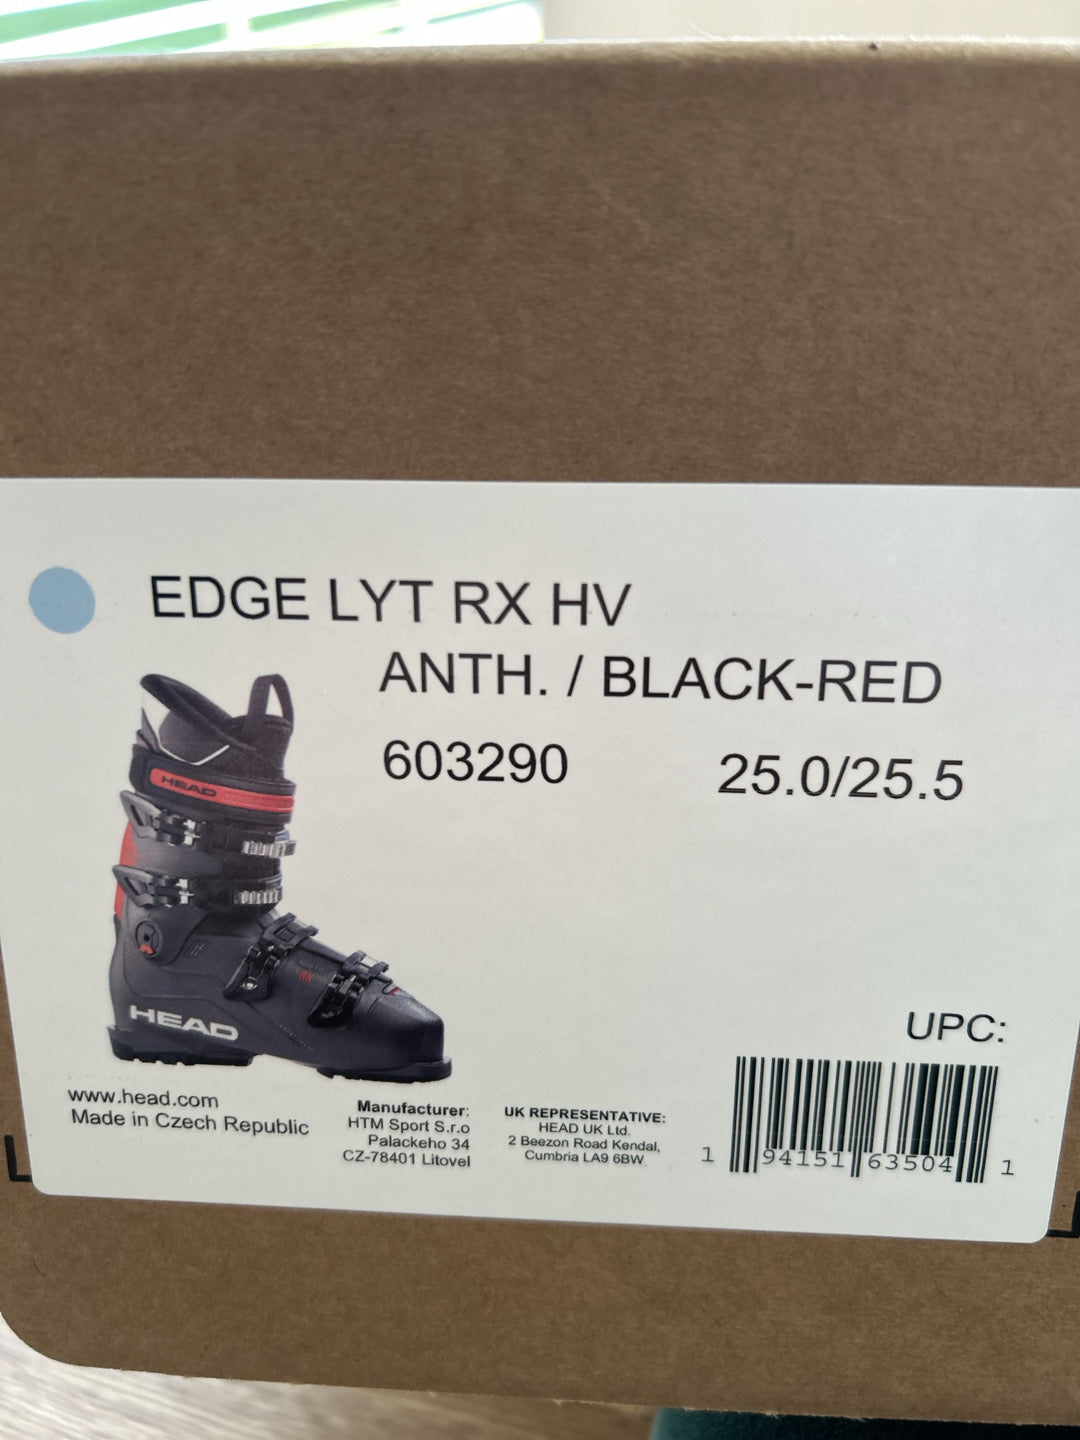 EDGE LYT RX HV
ANTH. / BLACK-RED
603290 25.0/25.5
HEAD
RX
HEAD
UPC:
www.head.com
Made in Czech Republic
Manufacturer:
HTM Sport S.r.o
Palackeho 34
CZ-78401 Litovel
UK REPRESENTATIVE:
HEAD UK Ltd.
2 Beezon Road Kendal,
Cumbria LA9 6BW
1 94151 63504 1